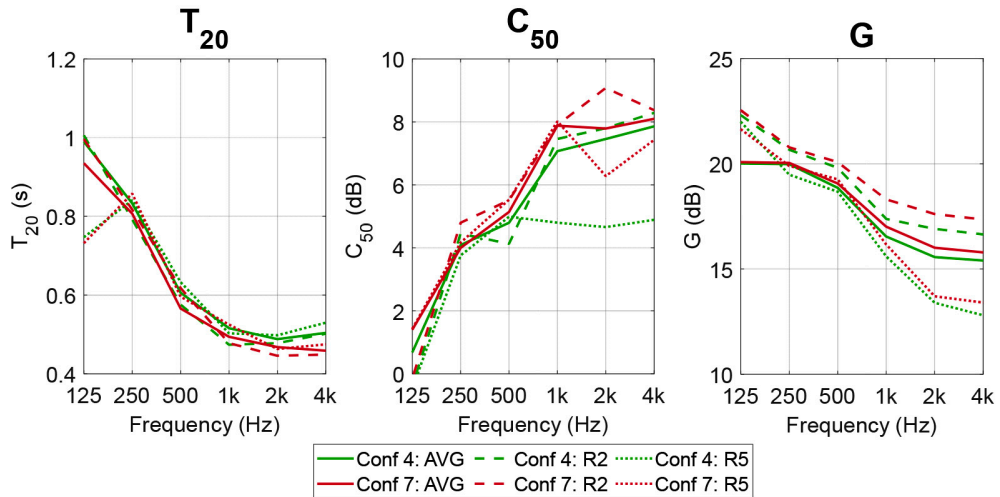 T20
1.2
1
0.8
0.6
0.4
T20 (s)
125 250 500 1k 2k 4k
Frequency (Hz)
C50
10
8
6
4
2
0
C50 (dB)
125 250 500 1k 2k 4k
Frequency (Hz)
G
25
20
15
10
G (dB)
125 250 500 1k 2k 4k
Frequency (Hz)
Conf 4: AVG Conf 4: R2 Conf 4: R5
Conf 7: AVG Conf 7: R2 Conf 7: R5